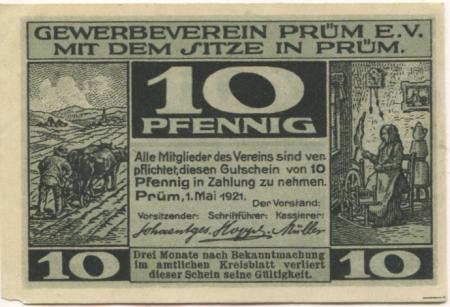 GEWERBEVEREIN PRÜM E.V.
MIT DEM SITZE IN PRÜM.
10
PFENNIG
Alle Mitglieder des Vereins sind ver
pflichtet, diesen Gutschein von 10
Pfennig in Zahlung zu nehmen.
Prüm, 1. Mai 1921.
Der Vorstand:
Vorsitzender: Schriftführer: Kassierer:
Müller
10
Drei Monate nach Bekanntmachung
im amtlichen Kreisblatt verliert
dieser Schein seine Gültigkeit.
10